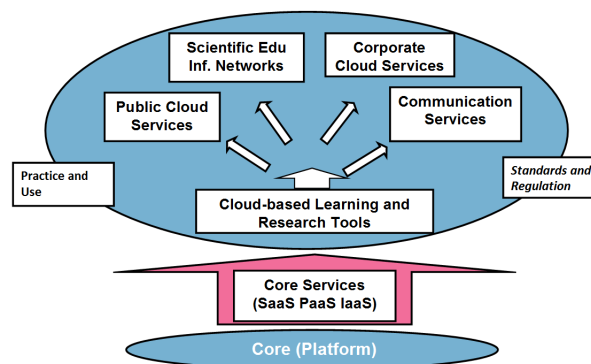 Scientific Edu
Inf. Networks
Corporate
Cloud Services
Public Cloud
Services
Communication
Services
Practice and
Use
Standards and
Regulation
Cloud-based Learning and
Research Tools
Core Services
(SaaS PaaS IaaS)
Core (Platform)